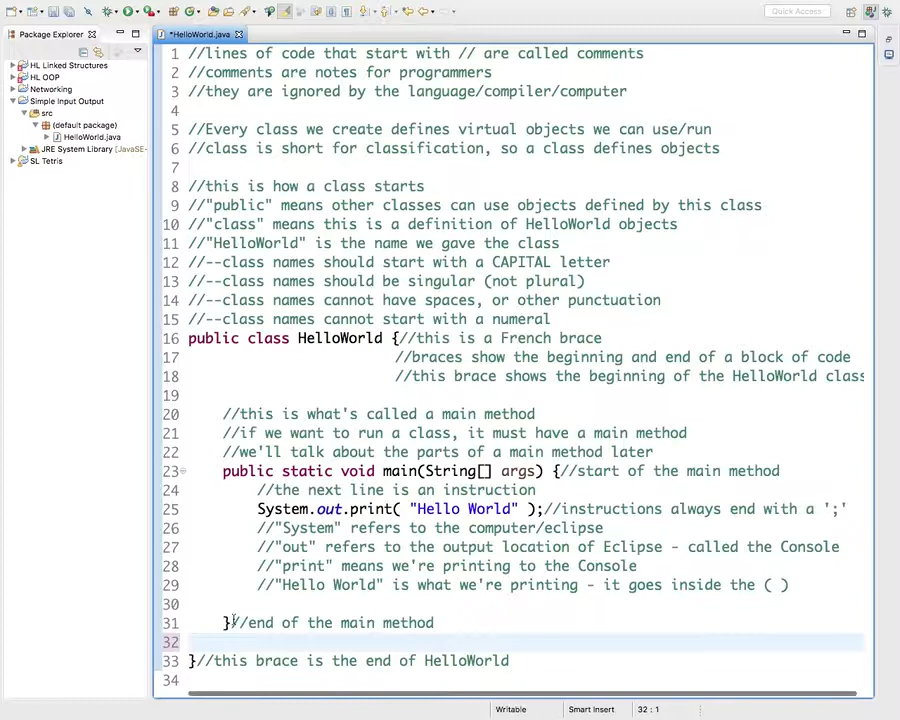 Quick Access
Package Explorer
*HelloWorld.java
HL Linked Structures
HL OOP
Networking
Simple Input Output
src
(default package)
HelloWorld.java
JRE System Library [JavaSE-
SL Tetris
1 //lines of code that start with // are called comments
2 //comments are notes for programmers
3 //they are ignored by the language/compiler/computer
4
5 //Every class we create defines virtual objects we can use/run
6 //class is short for classification, so a class defines objects
7
8 //this is how a class starts
9 //"public" means other classes can use objects defined by this class
10 //"class" means this is a definition of HelloWorld objects
11 //"HelloWorld" is the name we gave the class
12 //--class names should start with a CAPITAL letter
13 //--class names should be singular (not plural)
14 //--class names cannot have spaces, or other punctuation
15 //--class names cannot start with a numeral
16 public class HelloWorld {//this is a French brace
17 //braces show the beginning and end of a block of code
18 //this brace shows the beginning of the HelloWorld class
19
20 //this is what's called a main method
21 //if we want to run a class, it must have a main method
22 //we'll talk about the parts of a main method later
23 public static void main(String[] args) {//start of the main method
24 //the next line is an instruction
25 System.out.print( "Hello World" );//instructions always end with a ';'
26 //"System" refers to the computer/eclipse
27 //"out" refers to the output location of Eclipse - called the Console
28 //"print" means we're printing to the Console
29 //"Hello World" is what we're printing - it goes inside the ( )
30
31 }//end of the main method
32
33 }//this brace is the end of HelloWorld
34
Writable
Smart Insert
32 : 1